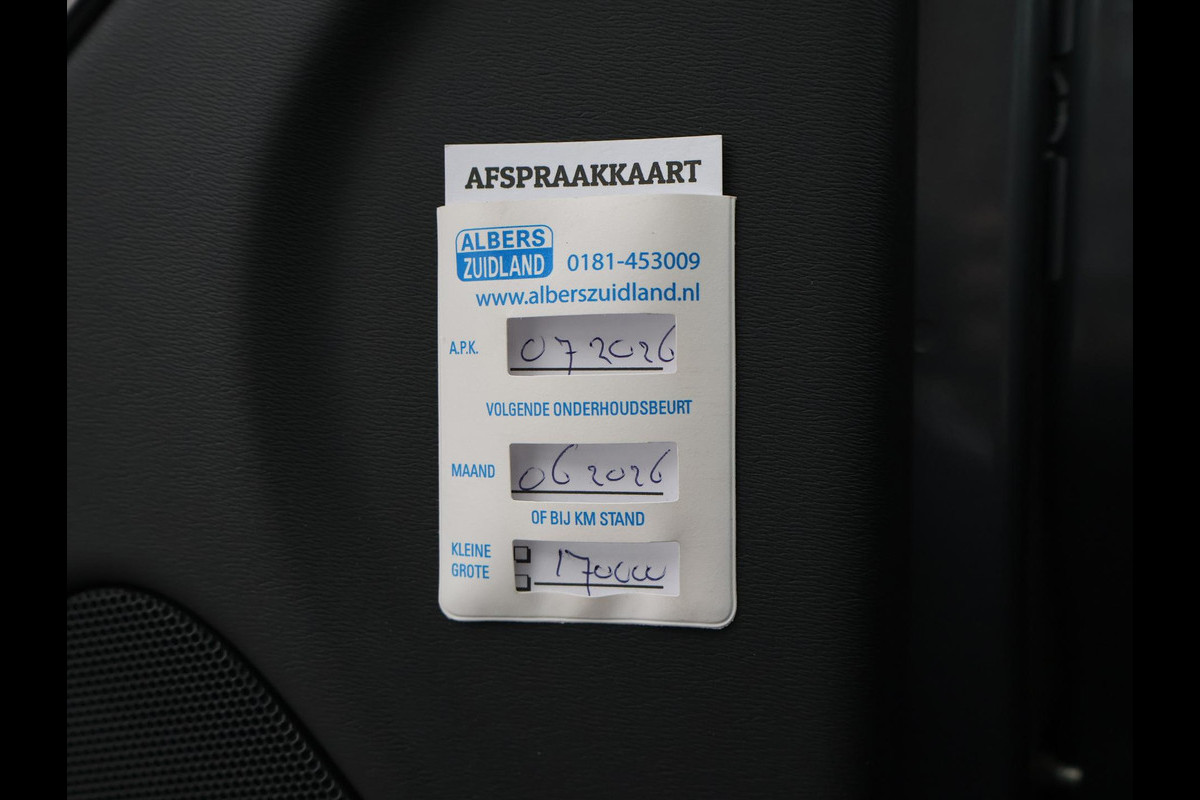 AFSPRAAKKAART
ALBERS
ZUIDLAND
0181-453009
www.alberszuidland.nl
A.P.K. 07 2026
VOLGENDE ONDERHOUDSBEURT
MAAND 06 2026
OF BIJ KM STAND
KLEINE
GROTE
170000